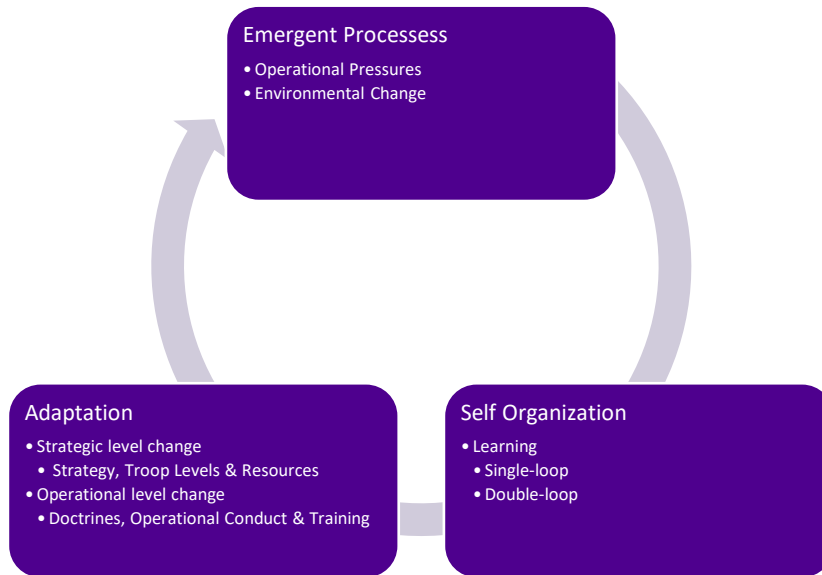 Emergent Processess
• Operational Pressures
• Environmental Change
Adaptation
• Strategic level change
• Strategy, Troop Levels & Resources
• Operational level change
• Doctrines, Operational Conduct & Training
Self Organization
• Learning
• Single-loop
• Double-loop